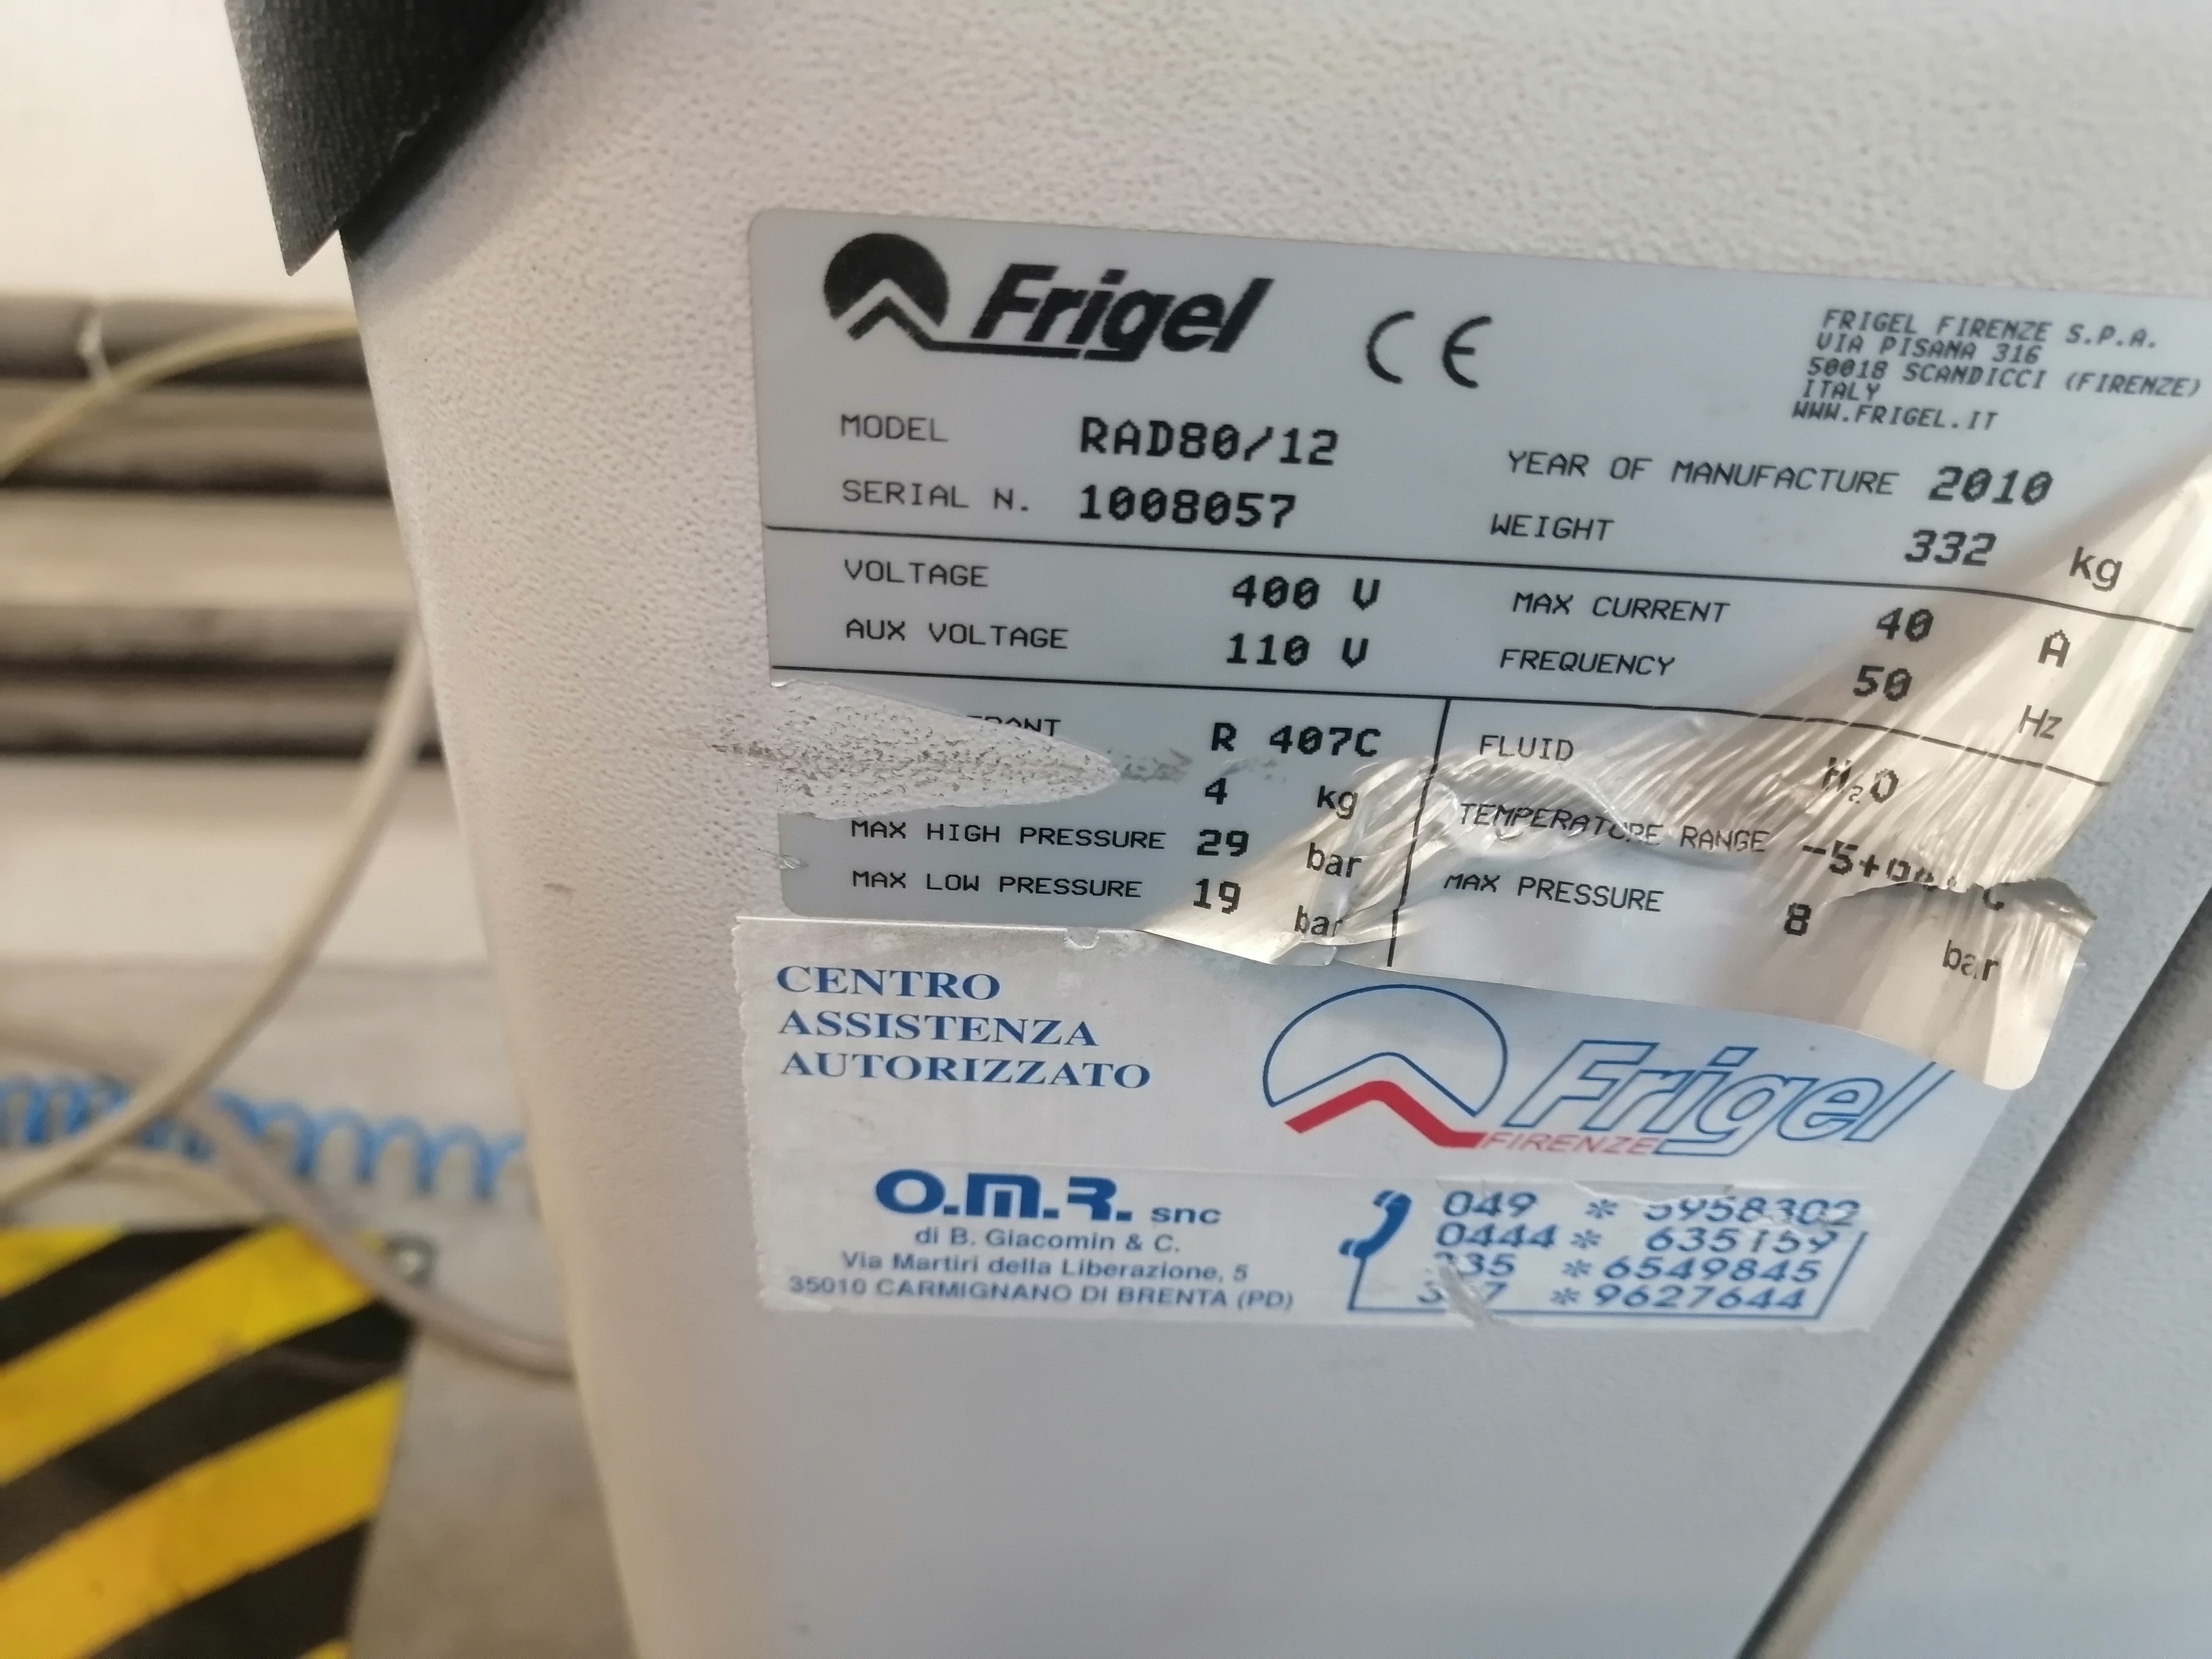 Frigel CE
FRIGEL FIRENZE S.P.A.
VIA PISANA 316
50018 SCANDICCI (FIRENZE)
ITALY
WWW.FRIGEL.IT
MODEL RAD80/12
YEAR OF MANUFACTURE 2010
SERIAL N. 1008057
WEIGHT 332 kg
VOLTAGE 400 V
MAX CURRENT 40 A
AUX VOLTAGE 110 V
FREQUENCY 50 Hz
R 407C
4 kg
MAX HIGH PRESSURE 29 bar
MAX LOW PRESSURE 19 bar
FLUID H₂O
TEMPERATURE RANGE
MAX PRESSURE 8 bar
CENTRO
ASSISTENZA
AUTORIZZATO
Frigel
FIRENZE
O.M.R. snc
di B. Giacomin & C.
Via Martiri della Liberazione, 5
35010 CARMIGNANO DI BRENTA (PD)
049 * 5958302
0444 * 635159
*6549845
*9627644